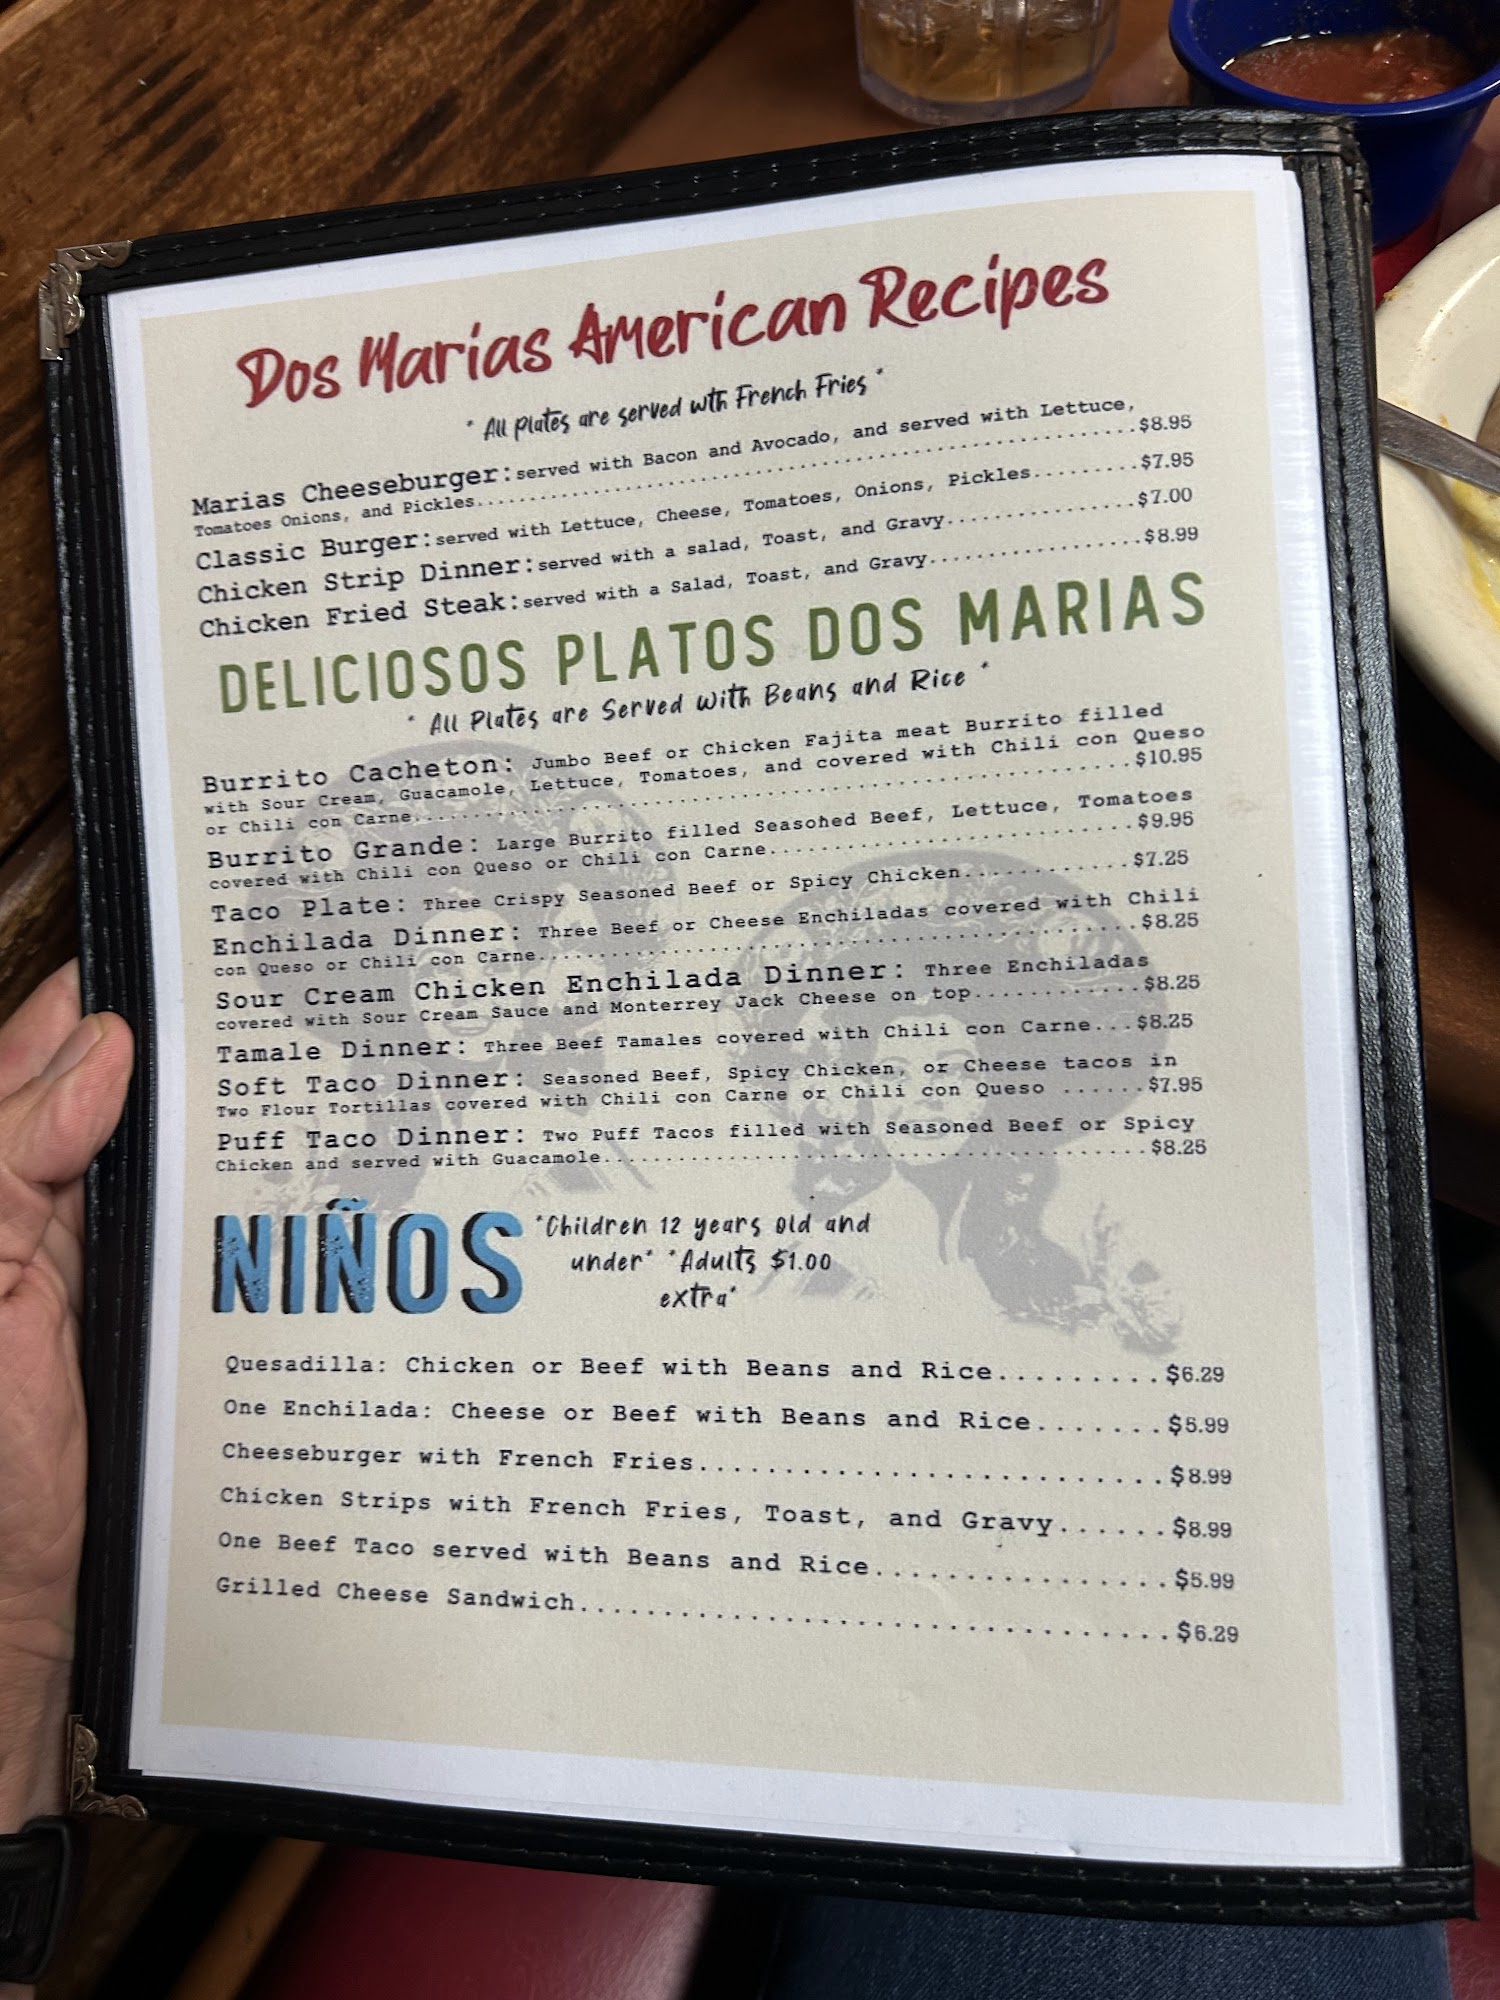 Dos Marias American Recipes
* All Plates are served wth French Fries *
Marias Cheeseburger:served with Bacon and Avocado, and served with Lettuce,
Tomatoes Onions, and Pickles...............................................$8.95
Classic Burger:served with Lettuce, Cheese, Tomatoes, Onions, Pickles.........$7.95
Chicken Strip Dinner:served with a salad, Toast, and Gravy...............$7.00
Chicken Fried Steak:served with a Salad, Toast, and Gravy.................$8.99
DELICIOSOS PLATOS DOS MARIAS
* All Plates are Served with Beans and Rice *
Burrito Cacheton: Jumbo Beef or Chicken Fajita meat Burrito filled
with Sour Cream, Guacamole, Lettuce, Tomatoes, and covered with Chili con Queso
or Chili con Carne.....................................................$10.95
Burrito Grande: Large Burrito filled Seasoned Beef, Lettuce, Tomatoes
covered with Chili con Queso or Chili con Carne...........................$9.95
Taco Plate: Three Crispy Seasoned Beef or Spicy Chicken............$7.25
Enchilada Dinner: Three Beef or Cheese Enchiladas covered with Chili
con Queso or Chili con Carne............................................$8.25
Sour Cream Chicken Enchilada Dinner: Three Enchiladas
covered with Sour Cream Sauce and Monterrey Jack Cheese on top............$8.25
Tamale Dinner: Three Beef Tamales covered with Chili con Carne...$8.25
Soft Taco Dinner: Seasoned Beef, Spicy Chicken, or Cheese tacos in
Two Flour Tortillas covered with Chili con Carne or Chili con Queso ......$7.95
Puff Taco Dinner: Two Puff Tacos filled with Seasoned Beef or Spicy
Chicken and served with Guacamole.........................................$8.25
NIÑOS *Children 12 years old and
under* *Adults $1.00
extra*
Quesadilla: Chicken or Beef with Beans and Rice.........$6.29
One Enchilada: Cheese or Beef with Beans and Rice.......$5.99
Cheeseburger with French Fries..........................$8.99
Chicken Strips with French Fries, Toast, and Gravy......$8.99
One Beef Taco served with Beans and Rice................$5.99
Grilled Cheese Sandwich.................................$6.29